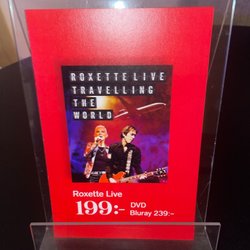 ROXETTE LIVE
TRAVELLING
THE
WORLD
Roxette Live
199:- DVD
Bluray 239:-